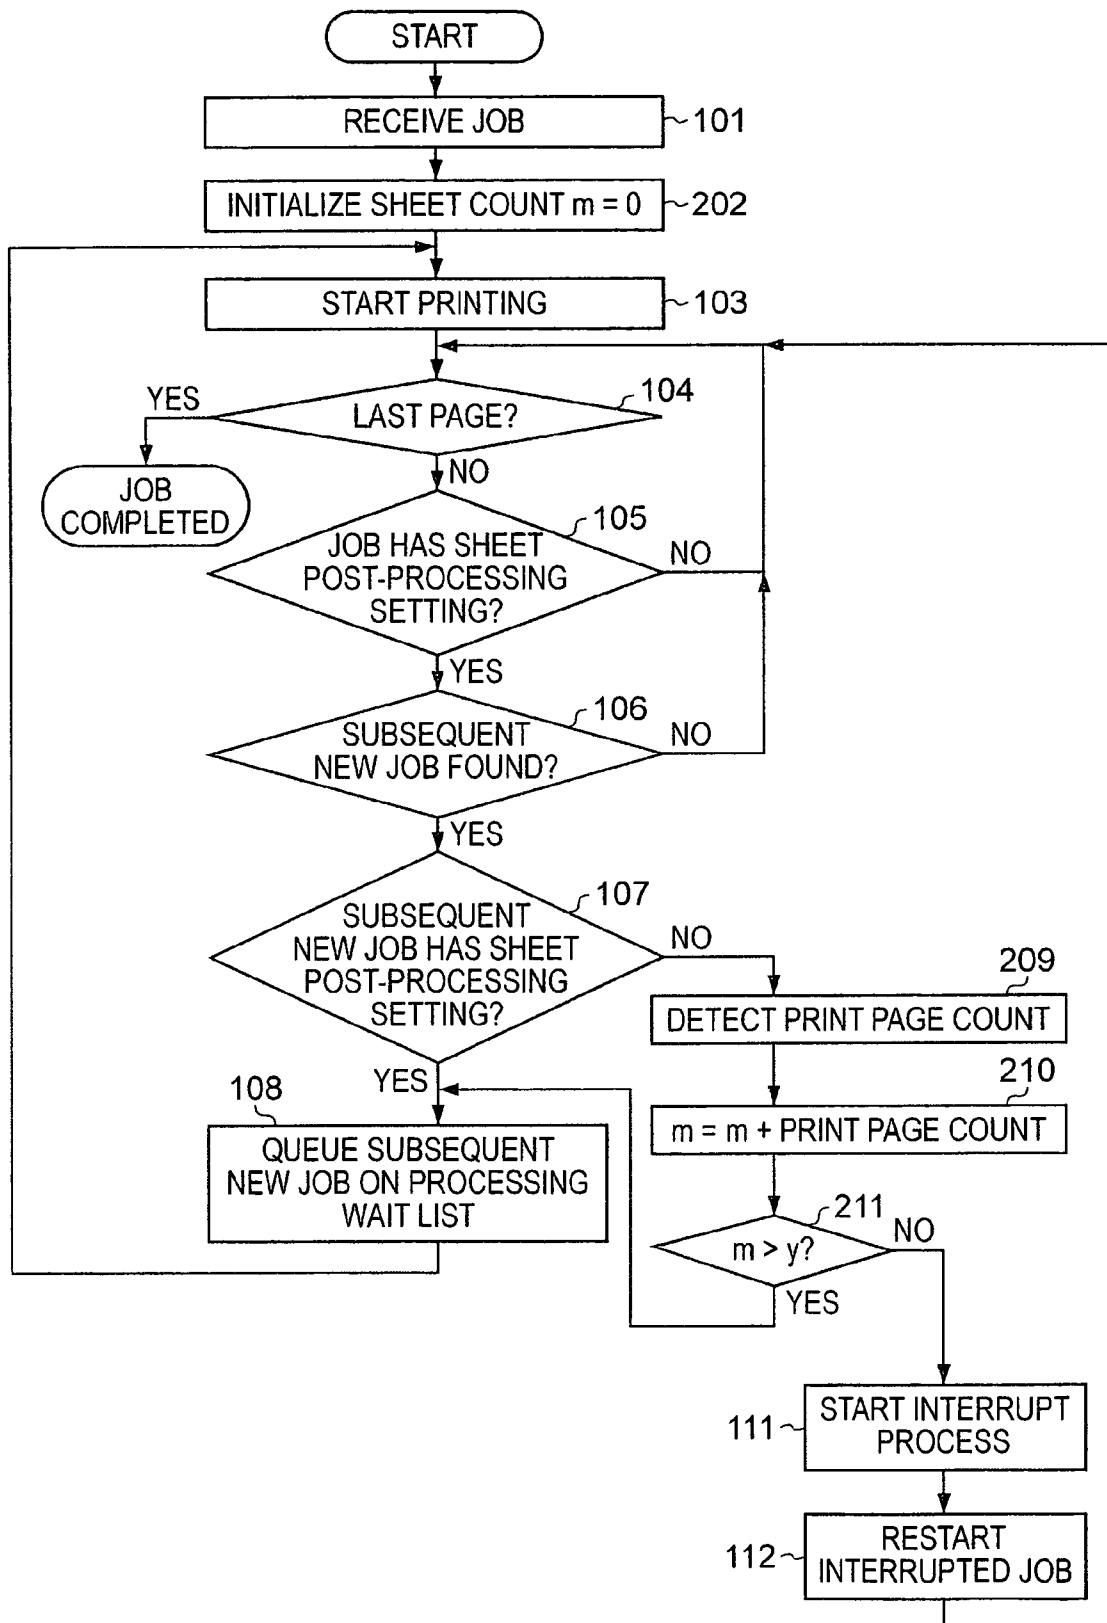 START
RECEIVE JOB
101
INITIALIZE SHEET COUNT m = 0
202
START PRINTING
103
YES
LAST PAGE?
104
NO
JOB
COMPLETED
JOB HAS SHEET
POST-PROCESSING
SETTING?
105
NO
YES
SUBSEQUENT
NEW JOB FOUND?
106
NO
YES
SUBSEQUENT
NEW JOB HAS SHEET
POST-PROCESSING
SETTING?
107
NO
209
DETECT PRINT PAGE COUNT
YES
108
QUEUE SUBSEQUENT
NEW JOB ON PROCESSING
WAIT LIST
210
m = m + PRINT PAGE COUNT
211
m > y?
NO
YES
START INTERRUPT
PROCESS
111
RESTART
INTERRUPTED JOB
112